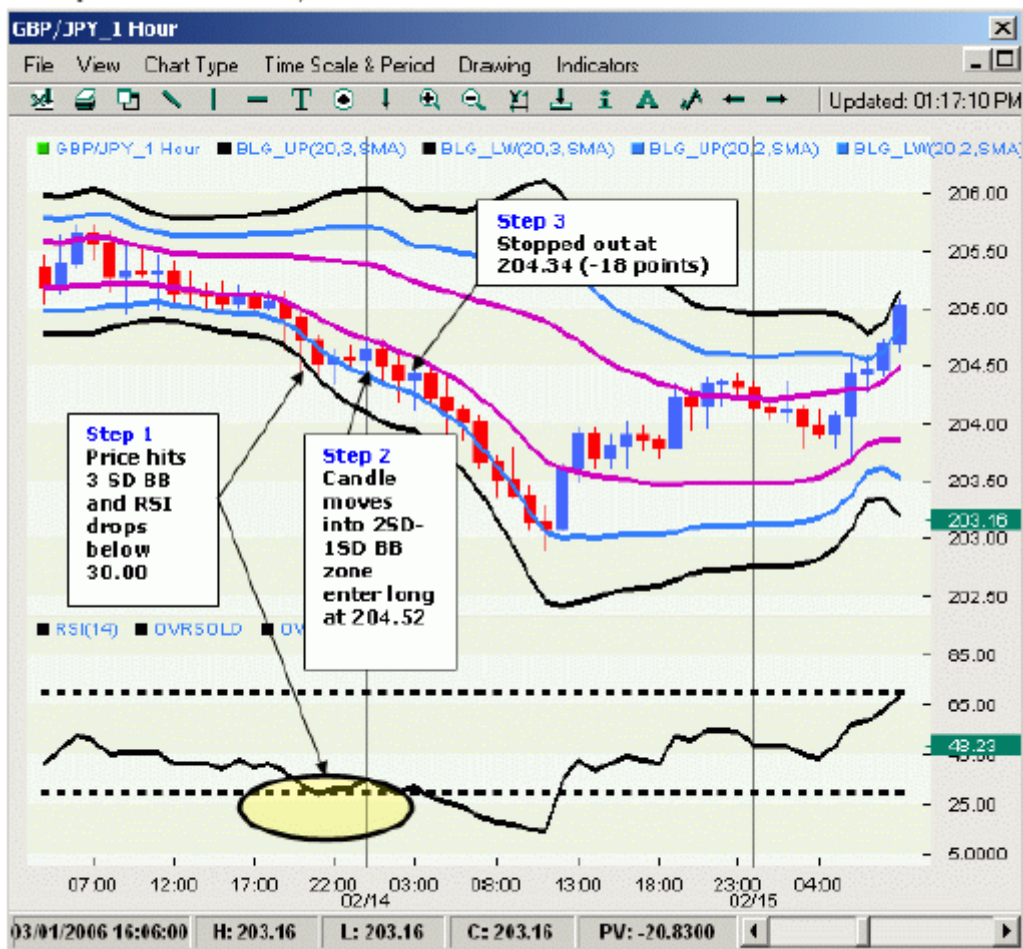 GBP/JPY_1 Hour
File View Chart Type Time Scale & Period Drawing Indicators
T i A Updated: 01:17:10 PM
GBP/JPY_1 Hour BLG_UP(20,3,SMA) BLG_LW(20,3,SMA) BLG_UP(20,2,SMA) BLG_LW(20,2,SMA
206.00
Step 3
Stopped out at
204.34 (-18 points)
205.50
205.00
204.50
Step 1
Price hits
3 SD BB
and RSI
drops
below
30.00
Step 2
Candle
moves
into 2SD-
1SD BB
zone
enter long
at 204.52
204.00
203.50
203.16
203.00
202.50
RSI(14) OVRSOLD OV
85.00
65.00
48.23
25.00
5.0000
07:00 12:00 17:00 22:00 03:00 08:00 13:00 18:00 23:00 04:00
02/14 02/15
03/01/2006 16:06:00 H: 203.16 L: 203.16 C: 203.16 PV: -20.8300